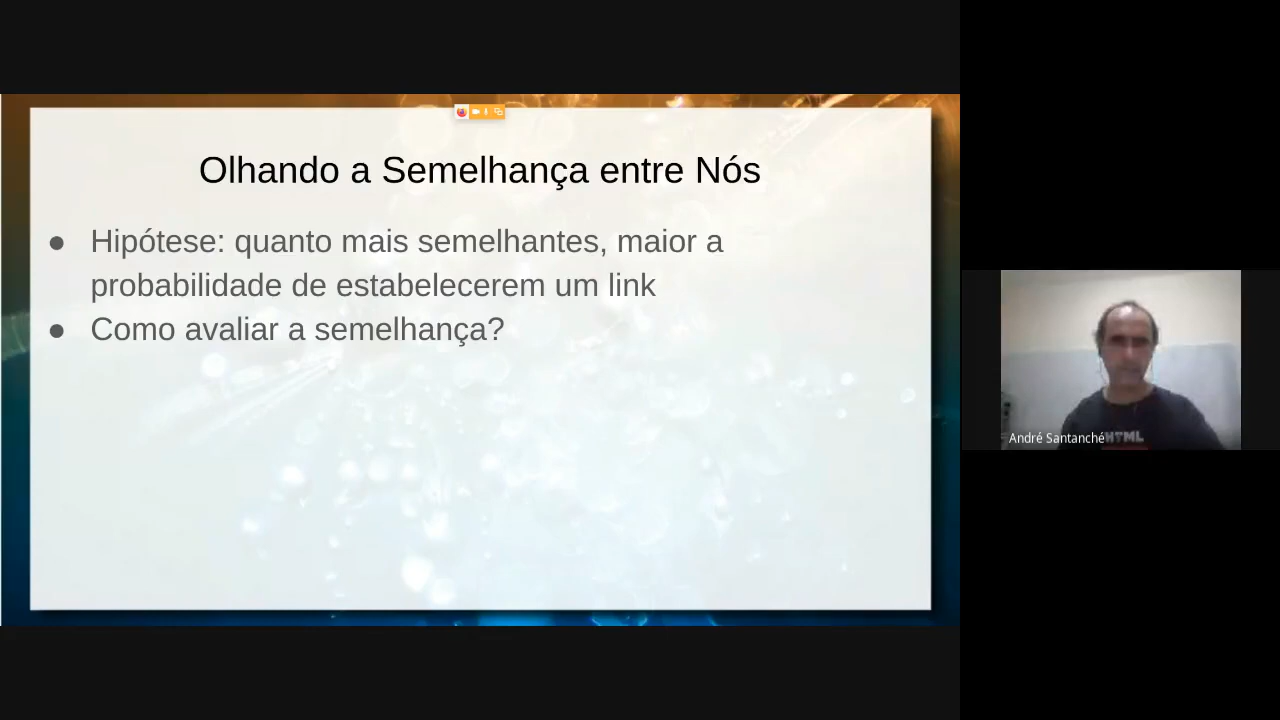 Olhando a Semelhança entre Nós
● Hipótese: quanto mais semelhantes, maior a
probabilidade de estabelecerem um link
● Como avaliar a semelhança?
André Santanché
HTML